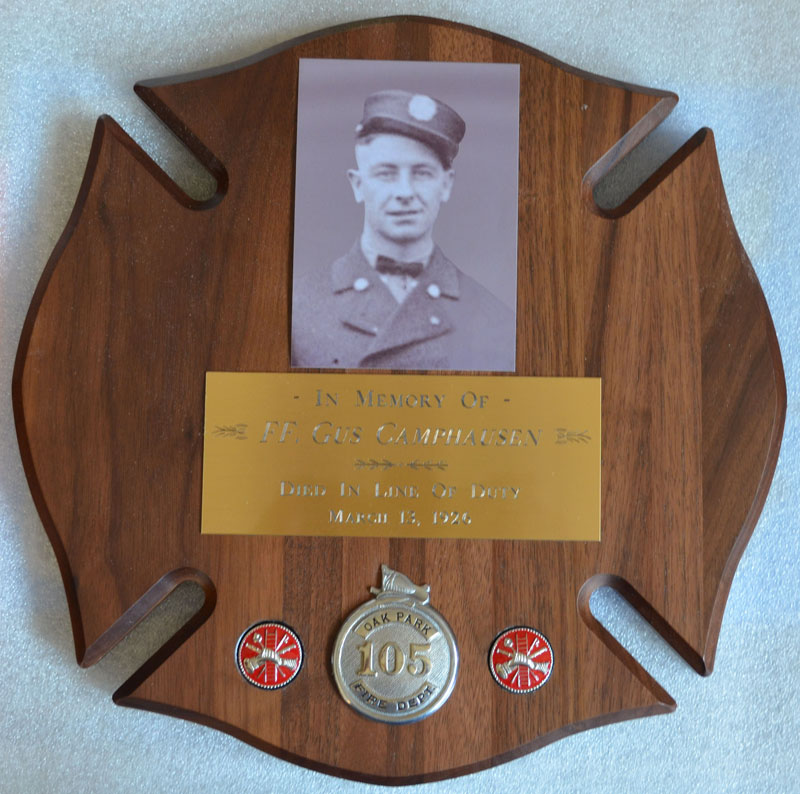 - In Memory Of -
FF. Gus Camphausen
Died In Line Of Duty
March 13, 1926
OAK PARK
105
FIRE DEPT.